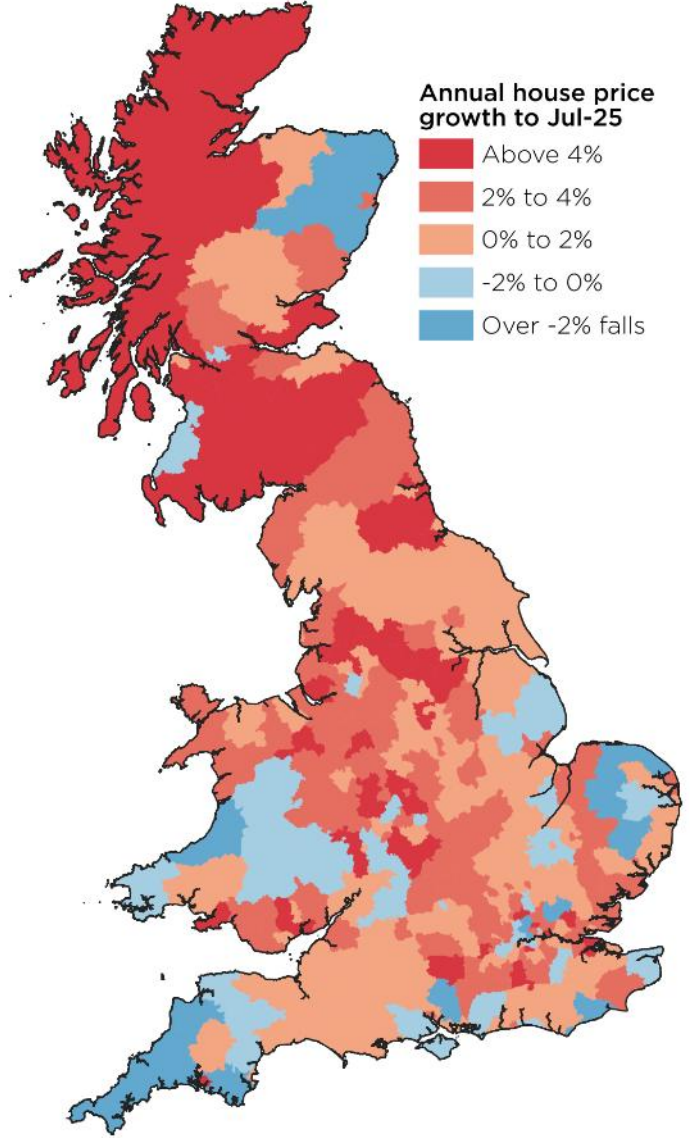 Annual house price
growth to Jul-25
Above 4%
2% to 4%
0% to 2%
-2% to 0%
Over -2% falls